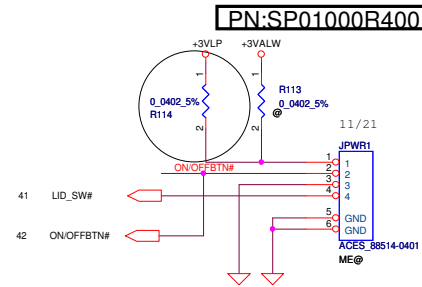 PN:SP01000R400
+3VLP
+3VALW
1
1
R113
0_0402_5%
0_0402_5%
@
R114
2
2
11/21
JPWR1
1
1
ON/OFFBTN#
2
2
3
3
41
LID_SW#
4
4
5
GND
42
ON/OFFBTN#
6
GND
ACES_88514-0401
ME@